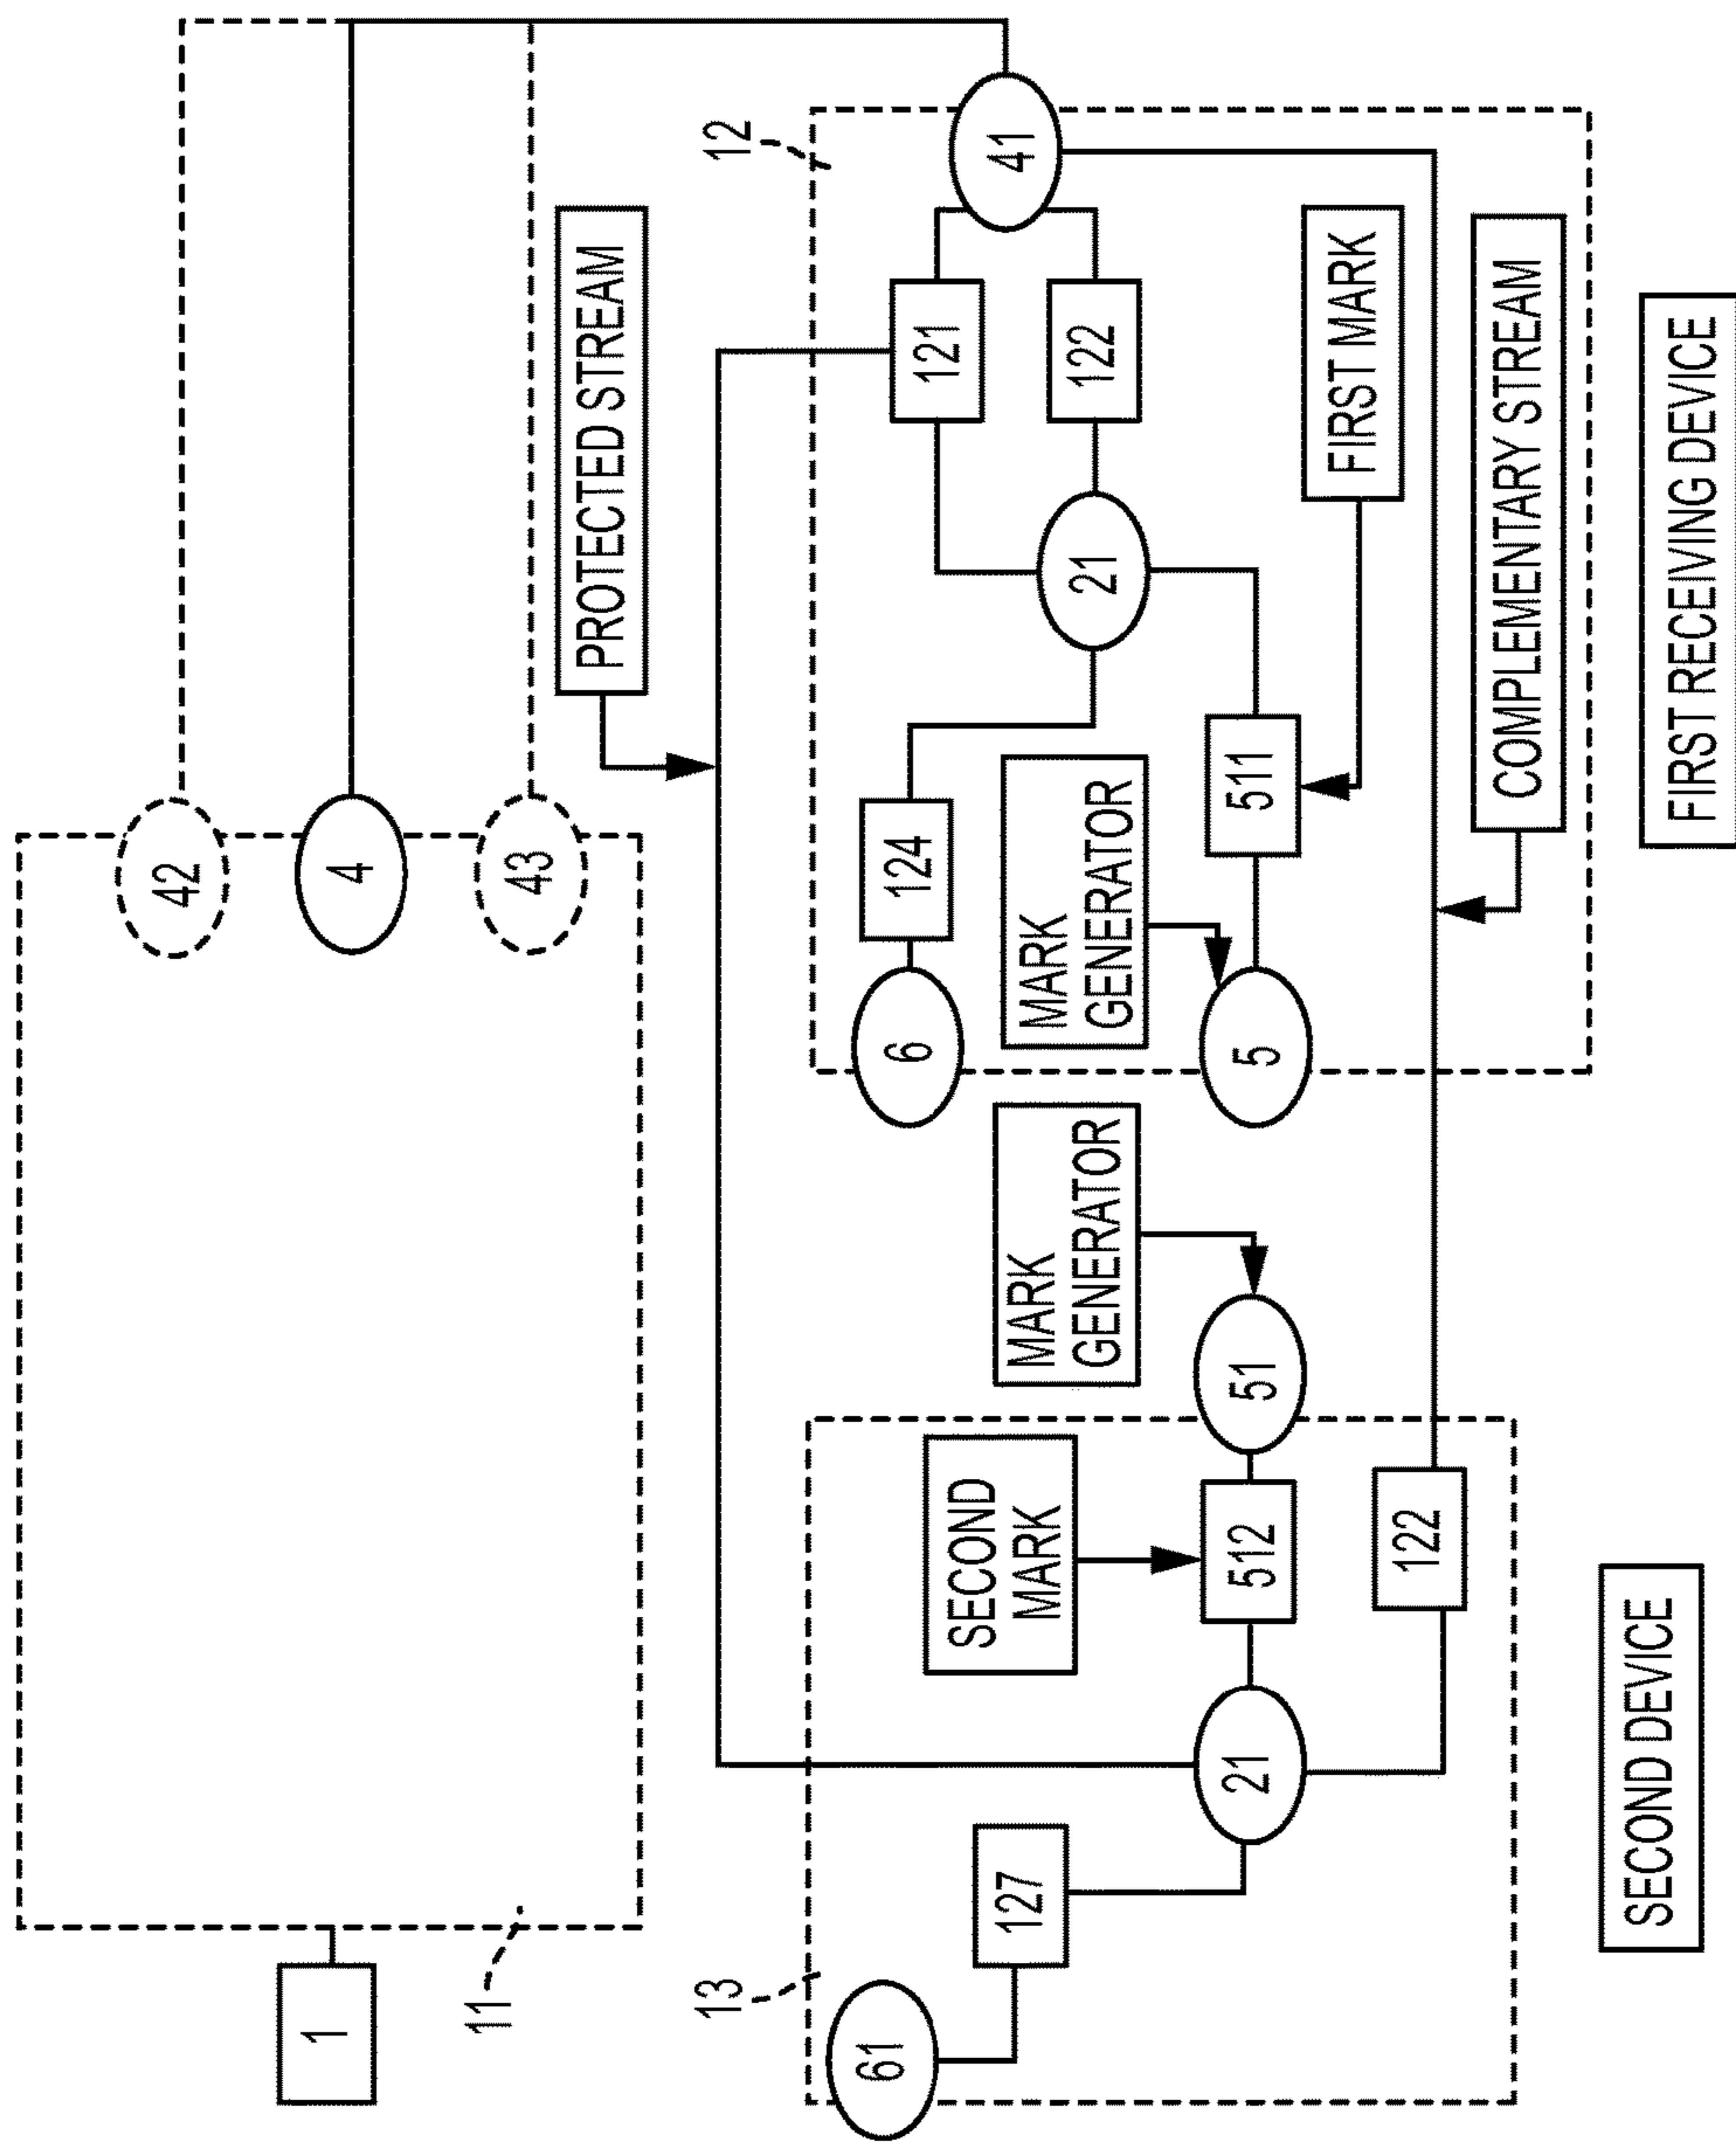 42
1
4
11
43
PROTECTED STREAM
13
12
61
6
124
121
41
SECOND
MARK
127
MARK
GENERATOR
MARK
GENERATOR
21
122
21
512
51
5
511
FIRST MARK
122
COMPLEMENTARY STREAM
SECOND DEVICE
FIRST RECEIVING DEVICE